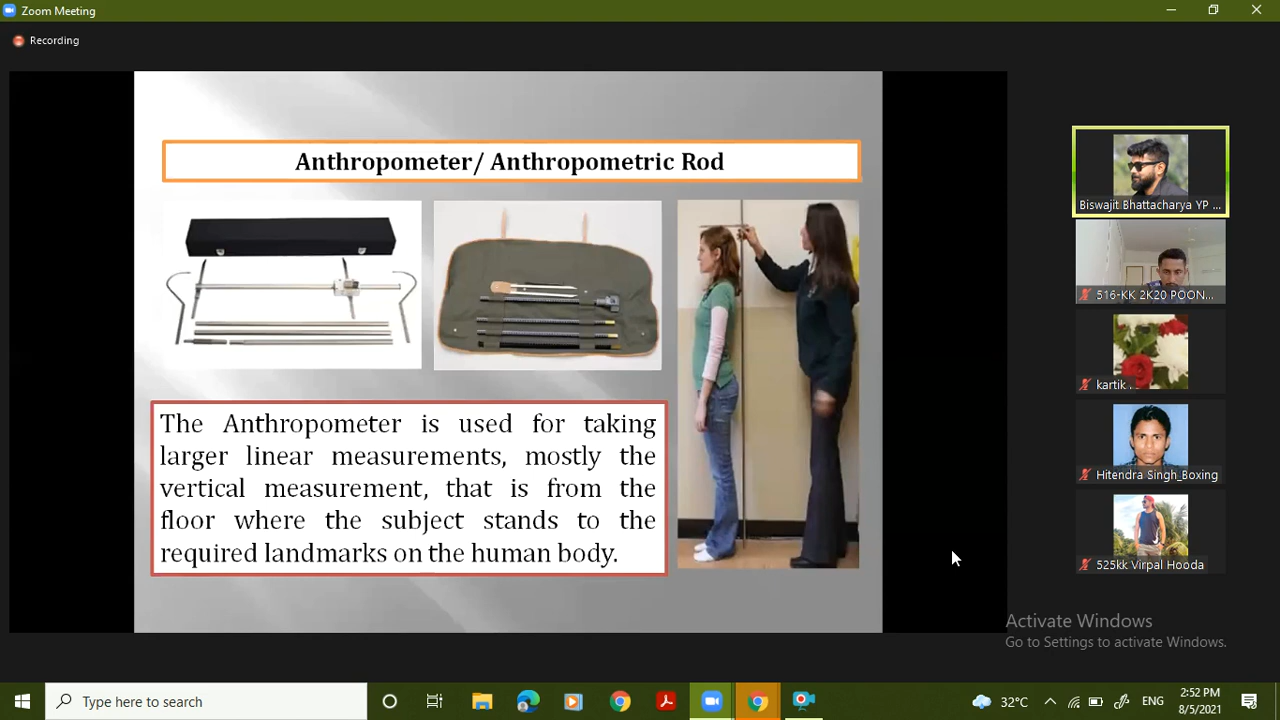 Zoom Meeting
Recording
Anthropometer/ Anthropometric Rod
The Anthropometer is used for taking
larger linear measurements, mostly the
vertical measurement, that is from the
floor where the subject stands to the
required landmarks on the human body.
Biswajit Bhattacharya YP ...
516-KK 2K20 POON...
kartik
Hitendra Singh_Boxing
525kk Virpal Hooda
Activate Windows
Go to Settings to activate Windows.
Type here to search
32°C
ENG
2:52 PM
8/5/2021